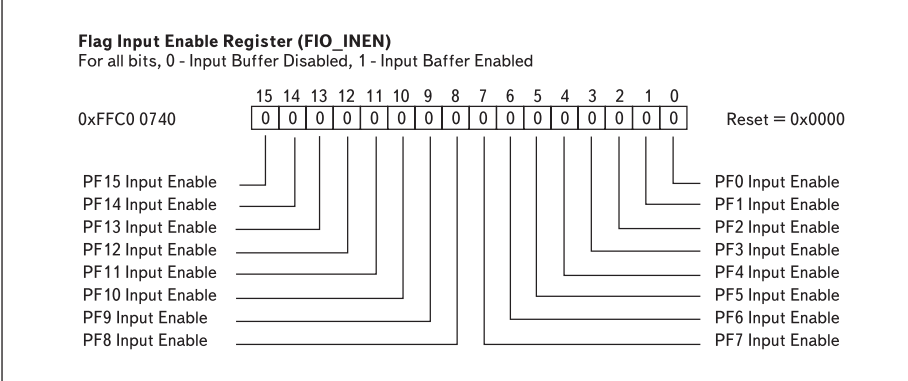 Flag Input Enable Register (FIO_INEN)
For all bits, 0 - Input Buffer Disabled, 1 - Input Baffer Enabled
15 14 13 12 11 10 9 8 7 6 5 4 3 2 1 0
0xFFC0 0740 0 0 0 0 0 0 0 0 0 0 0 0 0 0 0 0 Reset = 0x0000
PF15 Input Enable PF0 Input Enable
PF14 Input Enable PF1 Input Enable
PF13 Input Enable PF2 Input Enable
PF12 Input Enable PF3 Input Enable
PF11 Input Enable PF4 Input Enable
PF10 Input Enable PF5 Input Enable
PF9 Input Enable PF6 Input Enable
PF8 Input Enable PF7 Input Enable